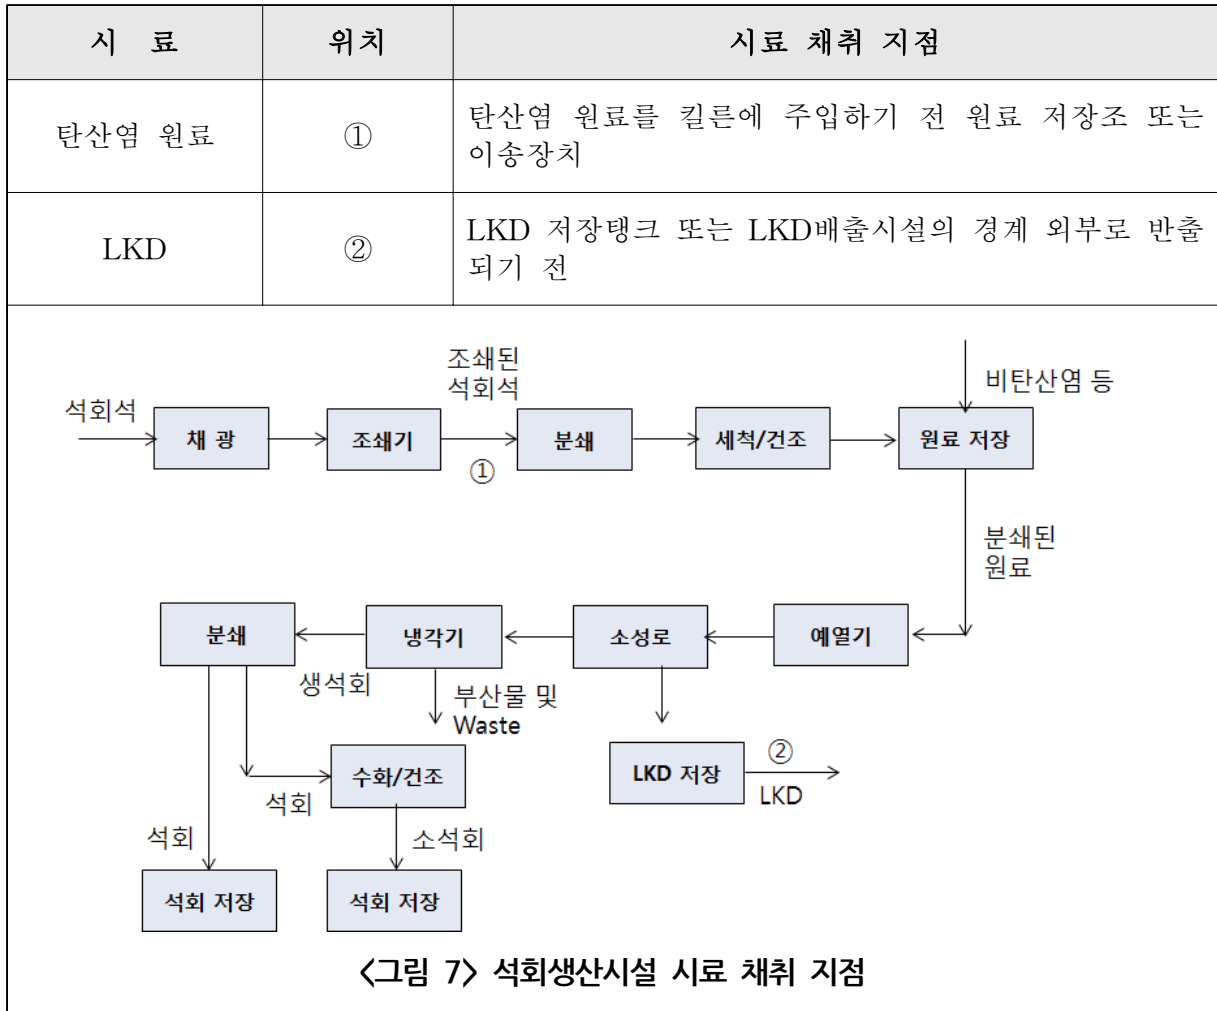 시 료 위치 시료 채취 지점
탄산염 원료 ① 탄산염 원료를 킬른에 주입하기 전 원료 저장조 또는
이송장치
LKD ② LKD 저장탱크 또는 LKD배출시설의 경계 외부로 반출
되기 전
조쇄된
석회석
비탄산염 등
석회석
채 광
조쇄기
분쇄
세척/건조
원료 저장
①
분쇄된
원료
분쇄
냉각기
소성로
예열기
생석회
부산물 및
Waste
수화/건조
LKD 저장
②
LKD
석회
석회
소석회
석회 저장
석회 저장
<그림 7> 석회생산시설 시료 채취 지점